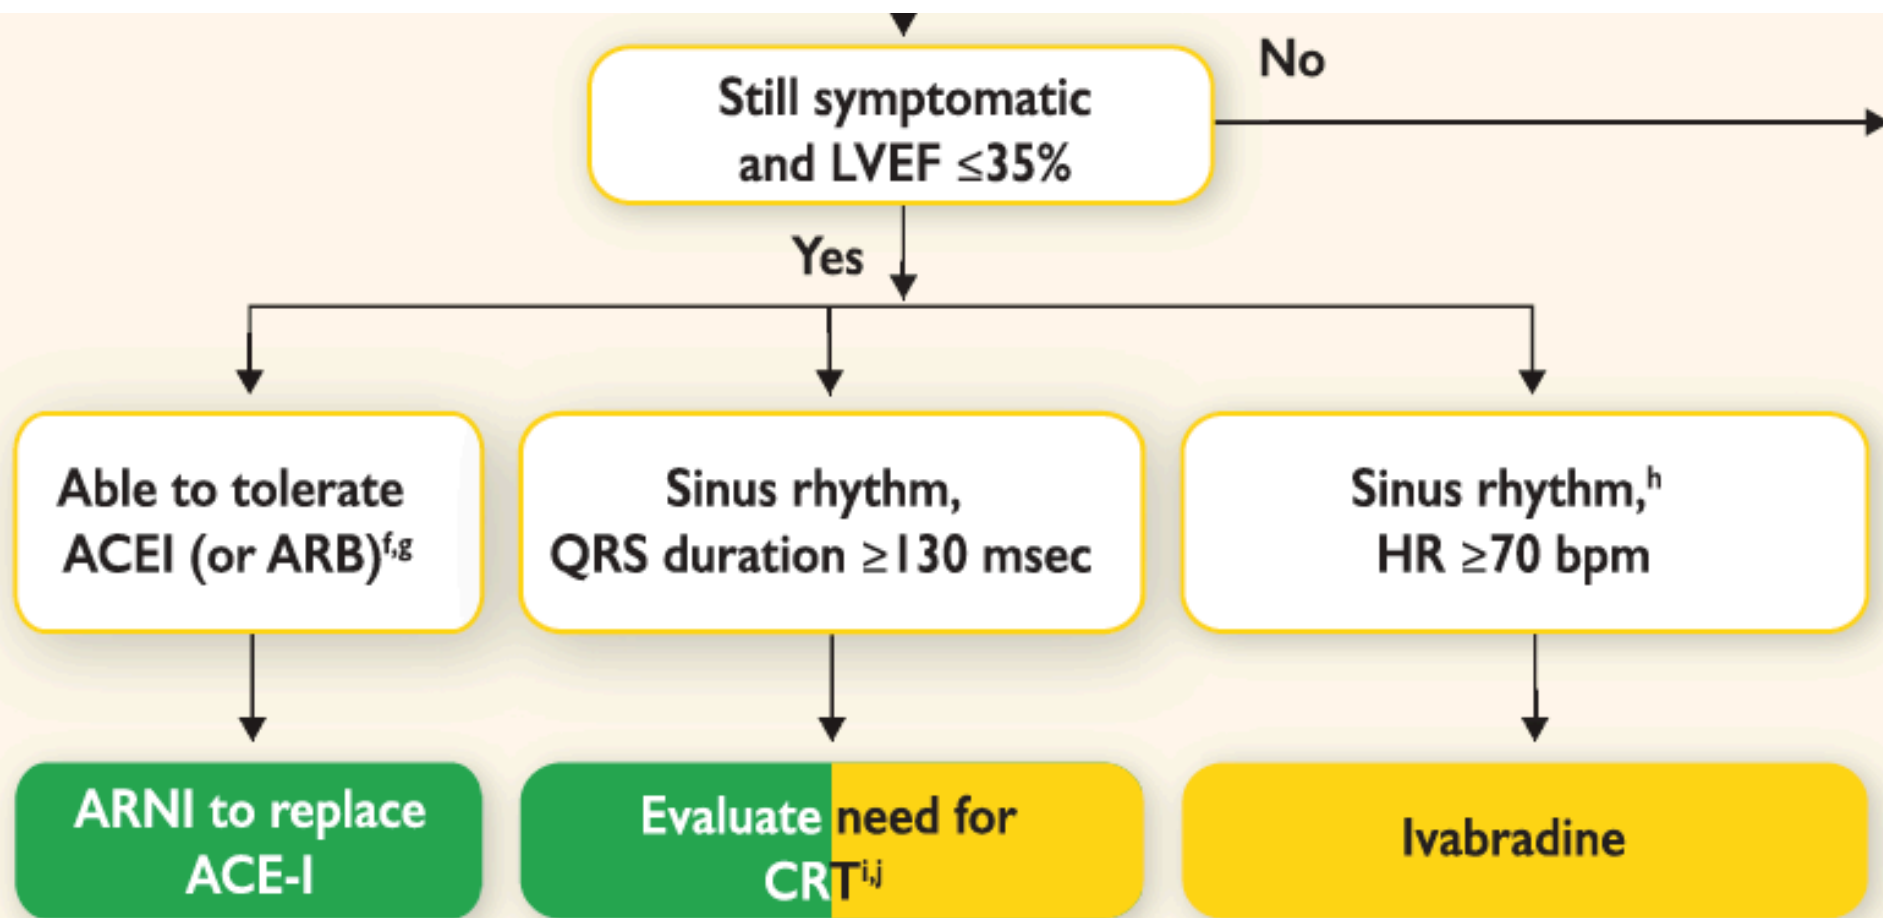 No
Still symptomatic
and LVEF ≤35%
Yes
Able to tolerate
ACEI (or ARB)f,g
Sinus rhythm,
QRS duration ≥130 msec
Sinus rhythm,h
HR ≥70 bpm
ARNI to replace
ACE-I
Evaluate need for
CRTi,j
Ivabradine